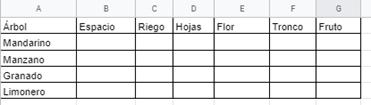 A B C D E F G
Árbol Espacio Riego Hojas Flor Tronco Fruto
Mandarino
Manzano
Granado
Limonero